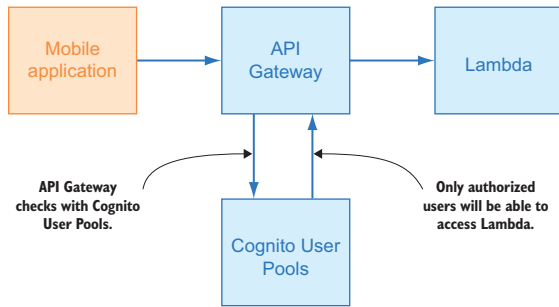 Mobile
application
API
Gateway
Lambda
API Gateway
checks with Cognito
User Pools.
Only authorized
users will be able to
access Lambda.
Cognito User
Pools